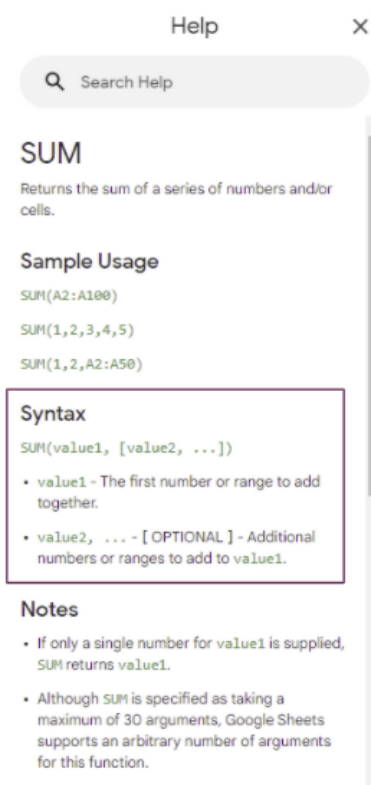 Help
Search Help
SUM
Returns the sum of a series of numbers and/or
cells.
Sample Usage
SUM(A2:A100)
SUM(1,2,3,4,5)
SUM(1,2,A2:A50)
Syntax
SUM(value1, [value2, ...])
• value1 - The first number or range to add
together.
• value2, ... - [ OPTIONAL ] - Additional
numbers or ranges to add to value1.
Notes
• If only a single number for value1 is supplied,
SUM returns value1.
• Although SUM is specified as taking a
maximum of 30 arguments, Google Sheets
supports an arbitrary number of arguments
for this function.